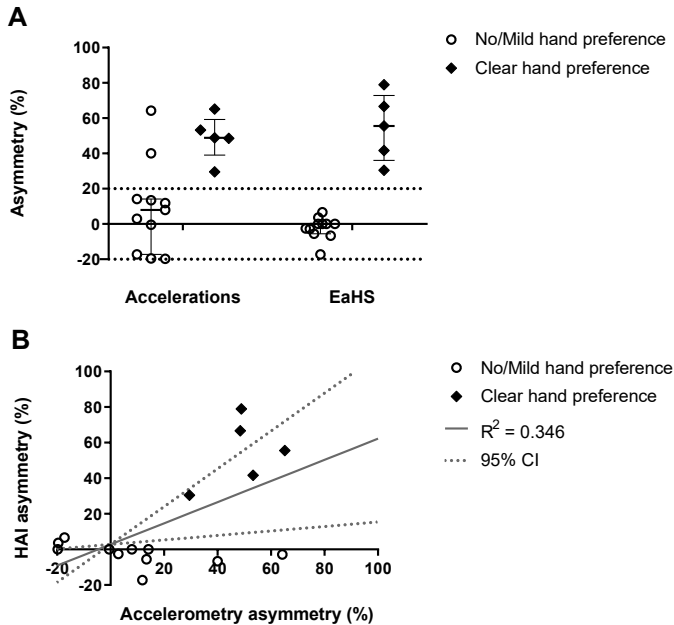 A
No/Mild hand preference
Clear hand preference
100
80
60
40
20
0
-20
Asymmetry (%)
Accelerations EaHS
B
No/Mild hand preference
Clear hand preference
R² = 0.346
95% CI
100
80
60
40
20
-20
HAI asymmetry (%)
-20 0 20 40 60 80 100
Accelerometry asymmetry (%)